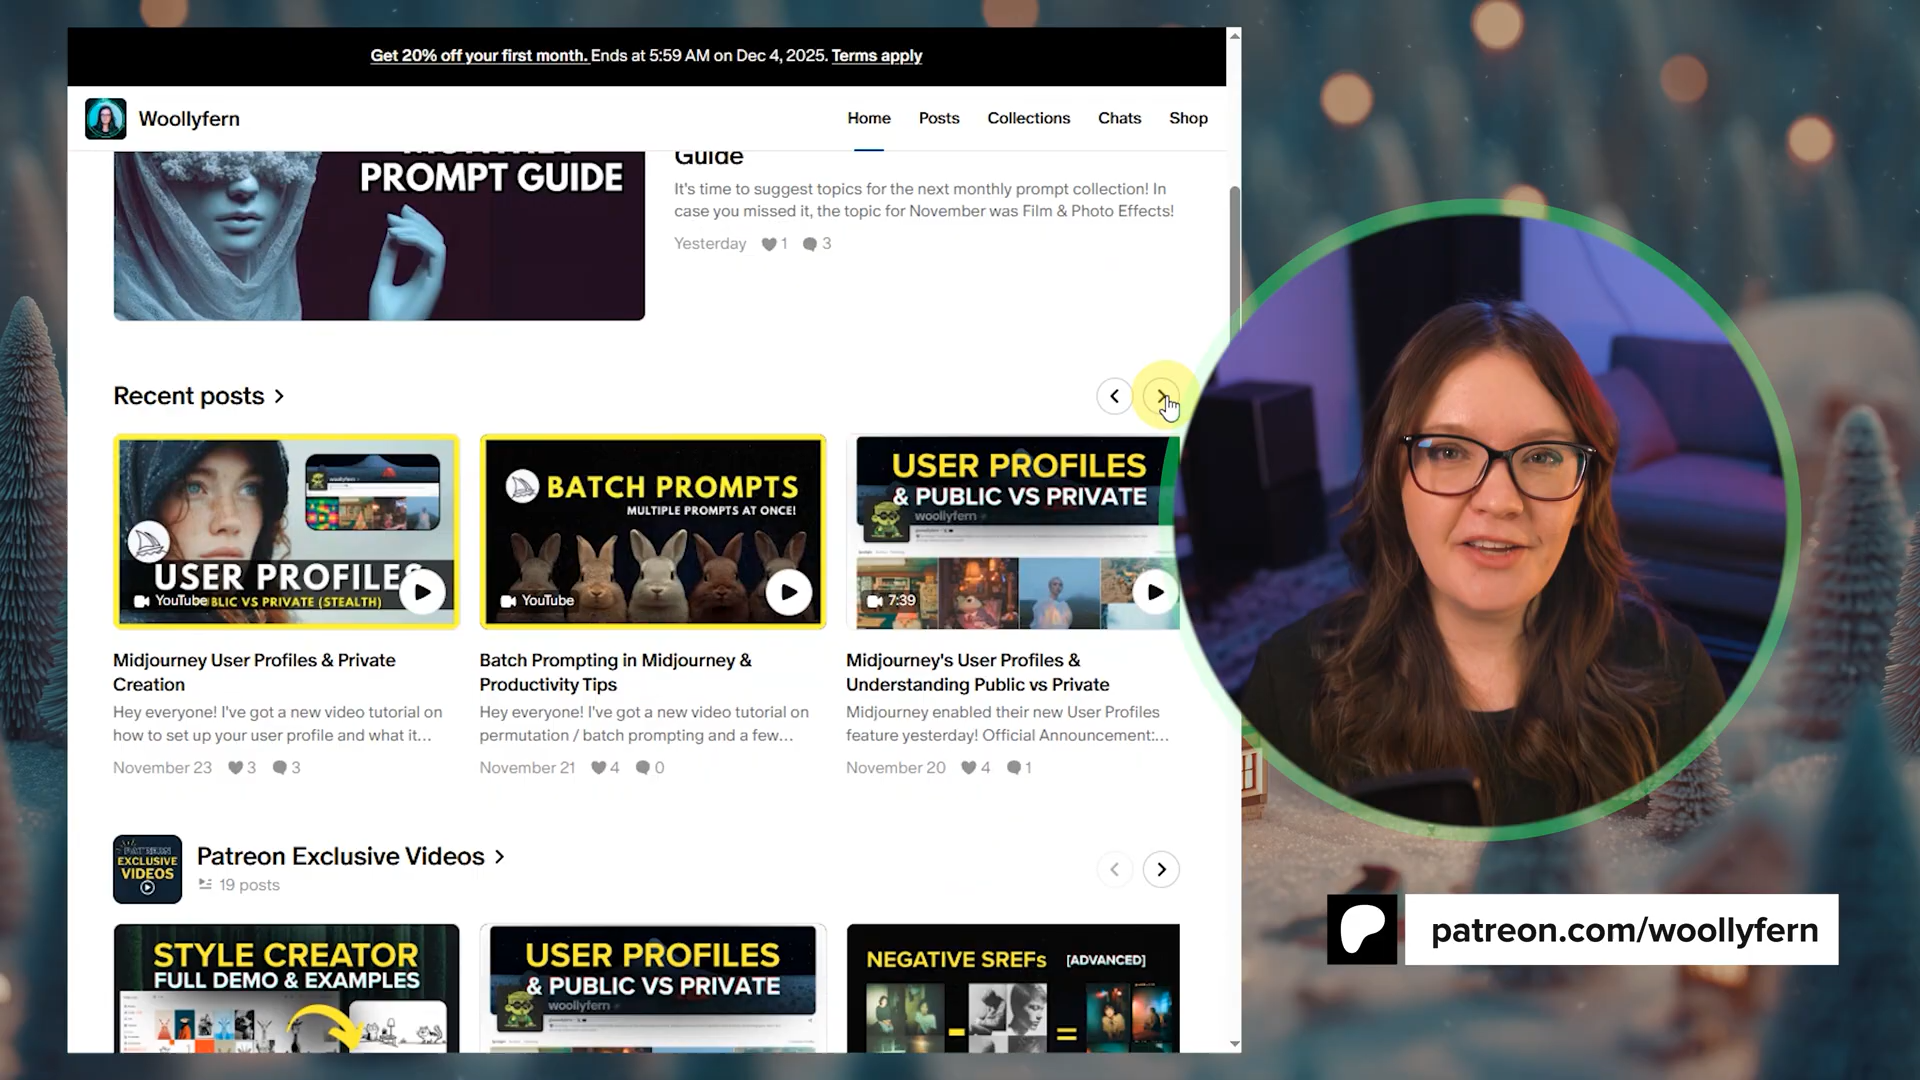 Get 20% off your first month. Ends at 5:59 AM on Dec 4, 2025. Terms apply
Woollyfern
Home
Posts
Collections
Chats
Shop
MONTHLY
PROMPT GUIDE
Guide
It's time to suggest topics for the next monthly prompt collection! In
case you missed it, the topic for November was Film & Photo Effects!
Yesterday 1 3
Recent posts
USER PROFILES
YouTube
BLIC VS PRIVATE (STEALTH)
BATCH PROMPTS
MULTIPLE PROMPTS AT ONCE!
YouTube
USER PROFILES
& PUBLIC VS PRIVATE
woollyfern
7:39
Midjourney User Profiles & Private
Creation
Hey everyone! I've got a new video tutorial on
how to set up your user profile and what it...
November 23 3 3
Batch Prompting in Midjourney &
Productivity Tips
Hey everyone! I've got a new video tutorial on
permutation / batch prompting and a few...
November 21 4 0
Midjourney's User Profiles &
Understanding Public vs Private
Midjourney enabled their new User Profiles
feature yesterday! Official Announcement:...
November 20 4 1
PATREON
EXCLUSIVE
VIDEOS
Patreon Exclusive Videos
19 posts
STYLE CREATOR
FULL DEMO & EXAMPLES
USER PROFILES
& PUBLIC VS PRIVATE
woollyfern
NEGATIVE SREFs [ADVANCED]
patreon.com/woollyfern